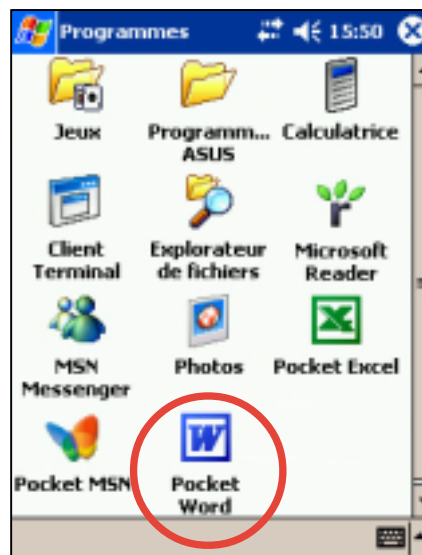 Programmes 15:50
Jeux Programm... Calculatrice
ASUS
Client Explorateur Microsoft
Terminal de fichiers Reader
MSN Photos Pocket Excel
Messenger
Pocket MSN Pocket
Word